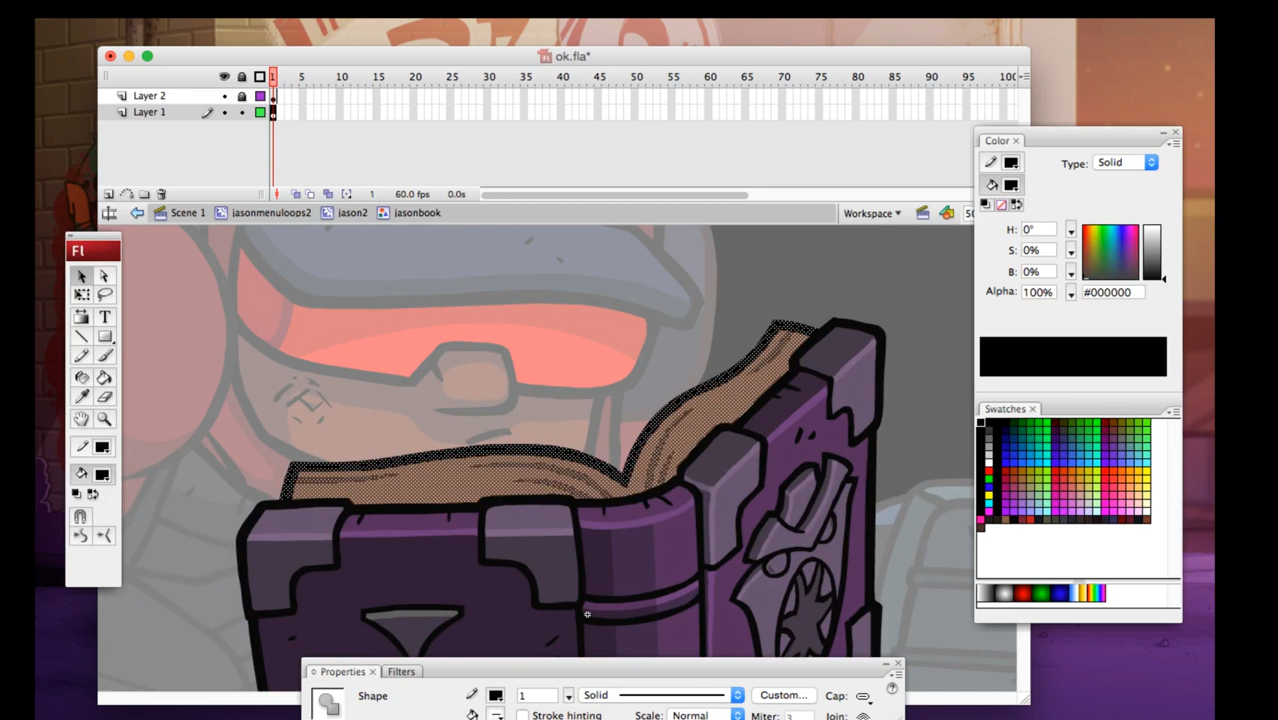 ok.fla*
1 5 10 15 20 25 30 35 40 45 50 55 60 65 70 75 80 85 90 95 100
Layer 2
Layer 1
1 60.0 fps 0.0s
Scene 1 jasonmenuloops2 jason2 jasonbook Workspace
Fl
T
Color
Type: Solid
H: 0°
S: 0%
B: 0%
Alpha: 100% #000000
Swatches
Properties Filters
Shape 1 Solid Custom... Cap:
Stroke hinting Scale: Normal Miter: 3 Join: